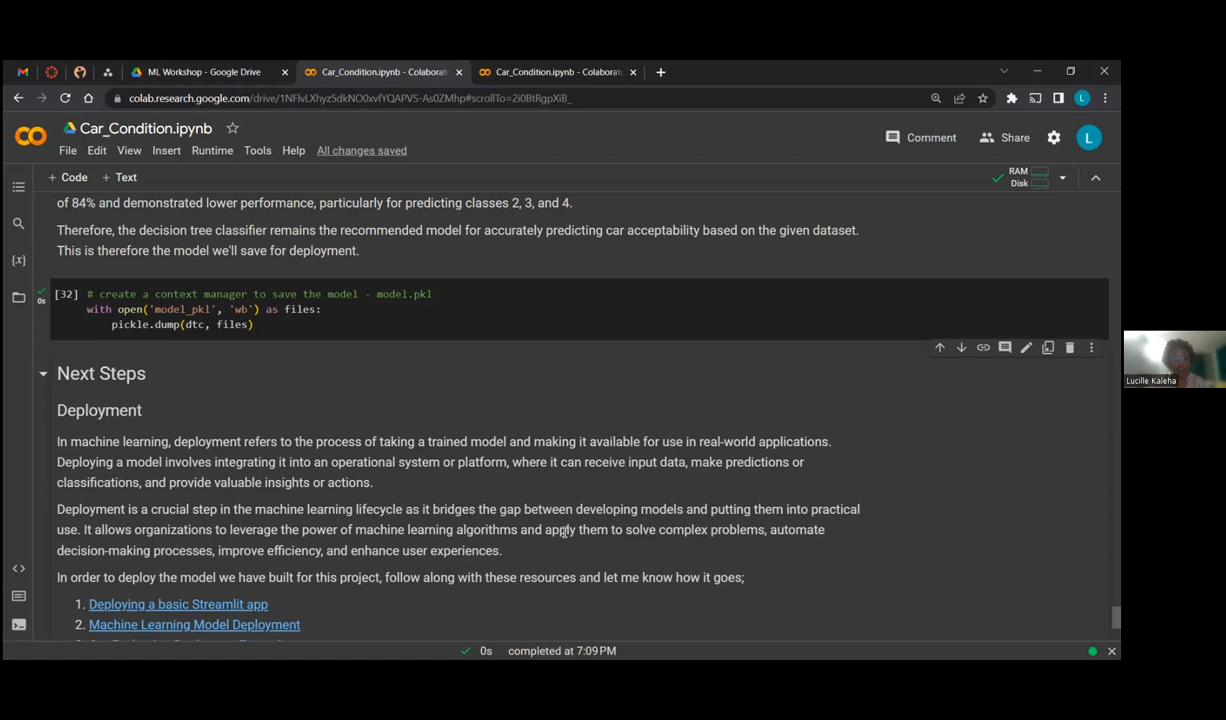 ML Workshop - Google Drive
Car_Condition.ipynb - Colaborat
Car_Condition.ipynb - Colaborat
colab.research.google.com/drive/1NFlvLXhyz5dkNO0xvfYQAPVS-As0ZMhp#scrollTo=2i0BtRgpXiB_
L
Car_Condition.ipynb
Comment
Share
L
File Edit View Insert Runtime Tools Help All changes saved
+ Code + Text
RAM
Disk
of 84% and demonstrated lower performance, particularly for predicting classes 2, 3, and 4.
Therefore, the decision tree classifier remains the recommended model for accurately predicting car acceptability based on the given dataset.
This is therefore the model we'll save for deployment.
[32] # create a context manager to save the model - model.pkl
0s
with open('model_pkl', 'wb') as files:
pickle.dump(dtc, files)
Next Steps
Deployment
In machine learning, deployment refers to the process of taking a trained model and making it available for use in real-world applications.
Deploying a model involves integrating it into an operational system or platform, where it can receive input data, make predictions or
classifications, and provide valuable insights or actions.
Deployment is a crucial step in the machine learning lifecycle as it bridges the gap between developing models and putting them into practical
use. It allows organizations to leverage the power of machine learning algorithms and apply them to solve complex problems, automate
decision-making processes, improve efficiency, and enhance user experiences.
In order to deploy the model we have built for this project, follow along with these resources and let me know how it goes;
1. Deploying a basic Streamlit app
2. Machine Learning Model Deployment
0s completed at 7:09 PM
Lucille Kaleha